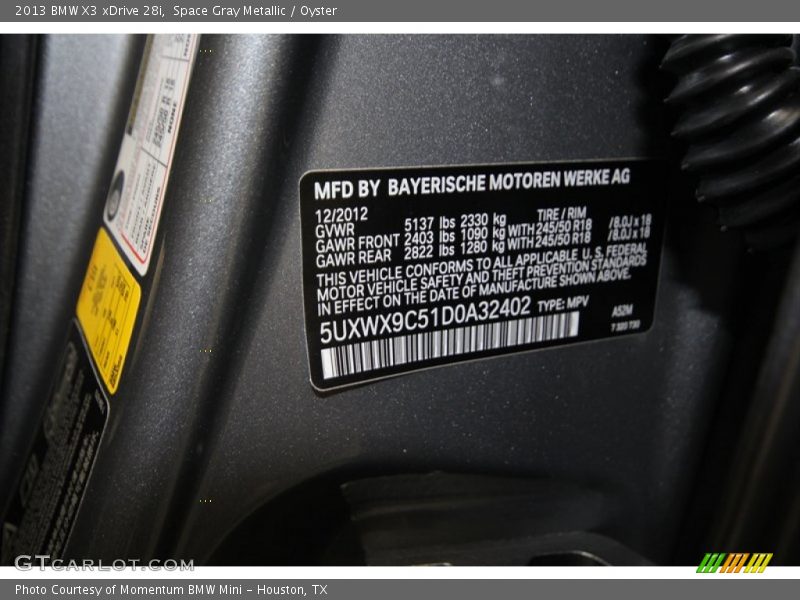 2013 BMW X3 xDrive 28i, Space Gray Metallic / Oyster
MFD BY BAYERISCHE MOTOREN WERKE AG
12/2012 TIRE / RIM
GVWR 5137 lbs 2330 kg
GAWR FRONT 2403 lbs 1090 kg WITH 245/50 R18 /8.0J x 18
GAWR REAR 2822 lbs 1280 kg WITH 245/50 R18 /8.0J x 18
THIS VEHICLE CONFORMS TO ALL APPLICABLE U. S. FEDERAL
MOTOR VEHICLE SAFETY AND THEFT PREVENTION STANDARDS
IN EFFECT ON THE DATE OF MANUFACTURE SHOWN ABOVE.
5UXWX9C51D0A32402 TYPE: MPV
A52M
GTCARLOT.COM
Photo Courtesy of Momentum BMW Mini - Houston, TX